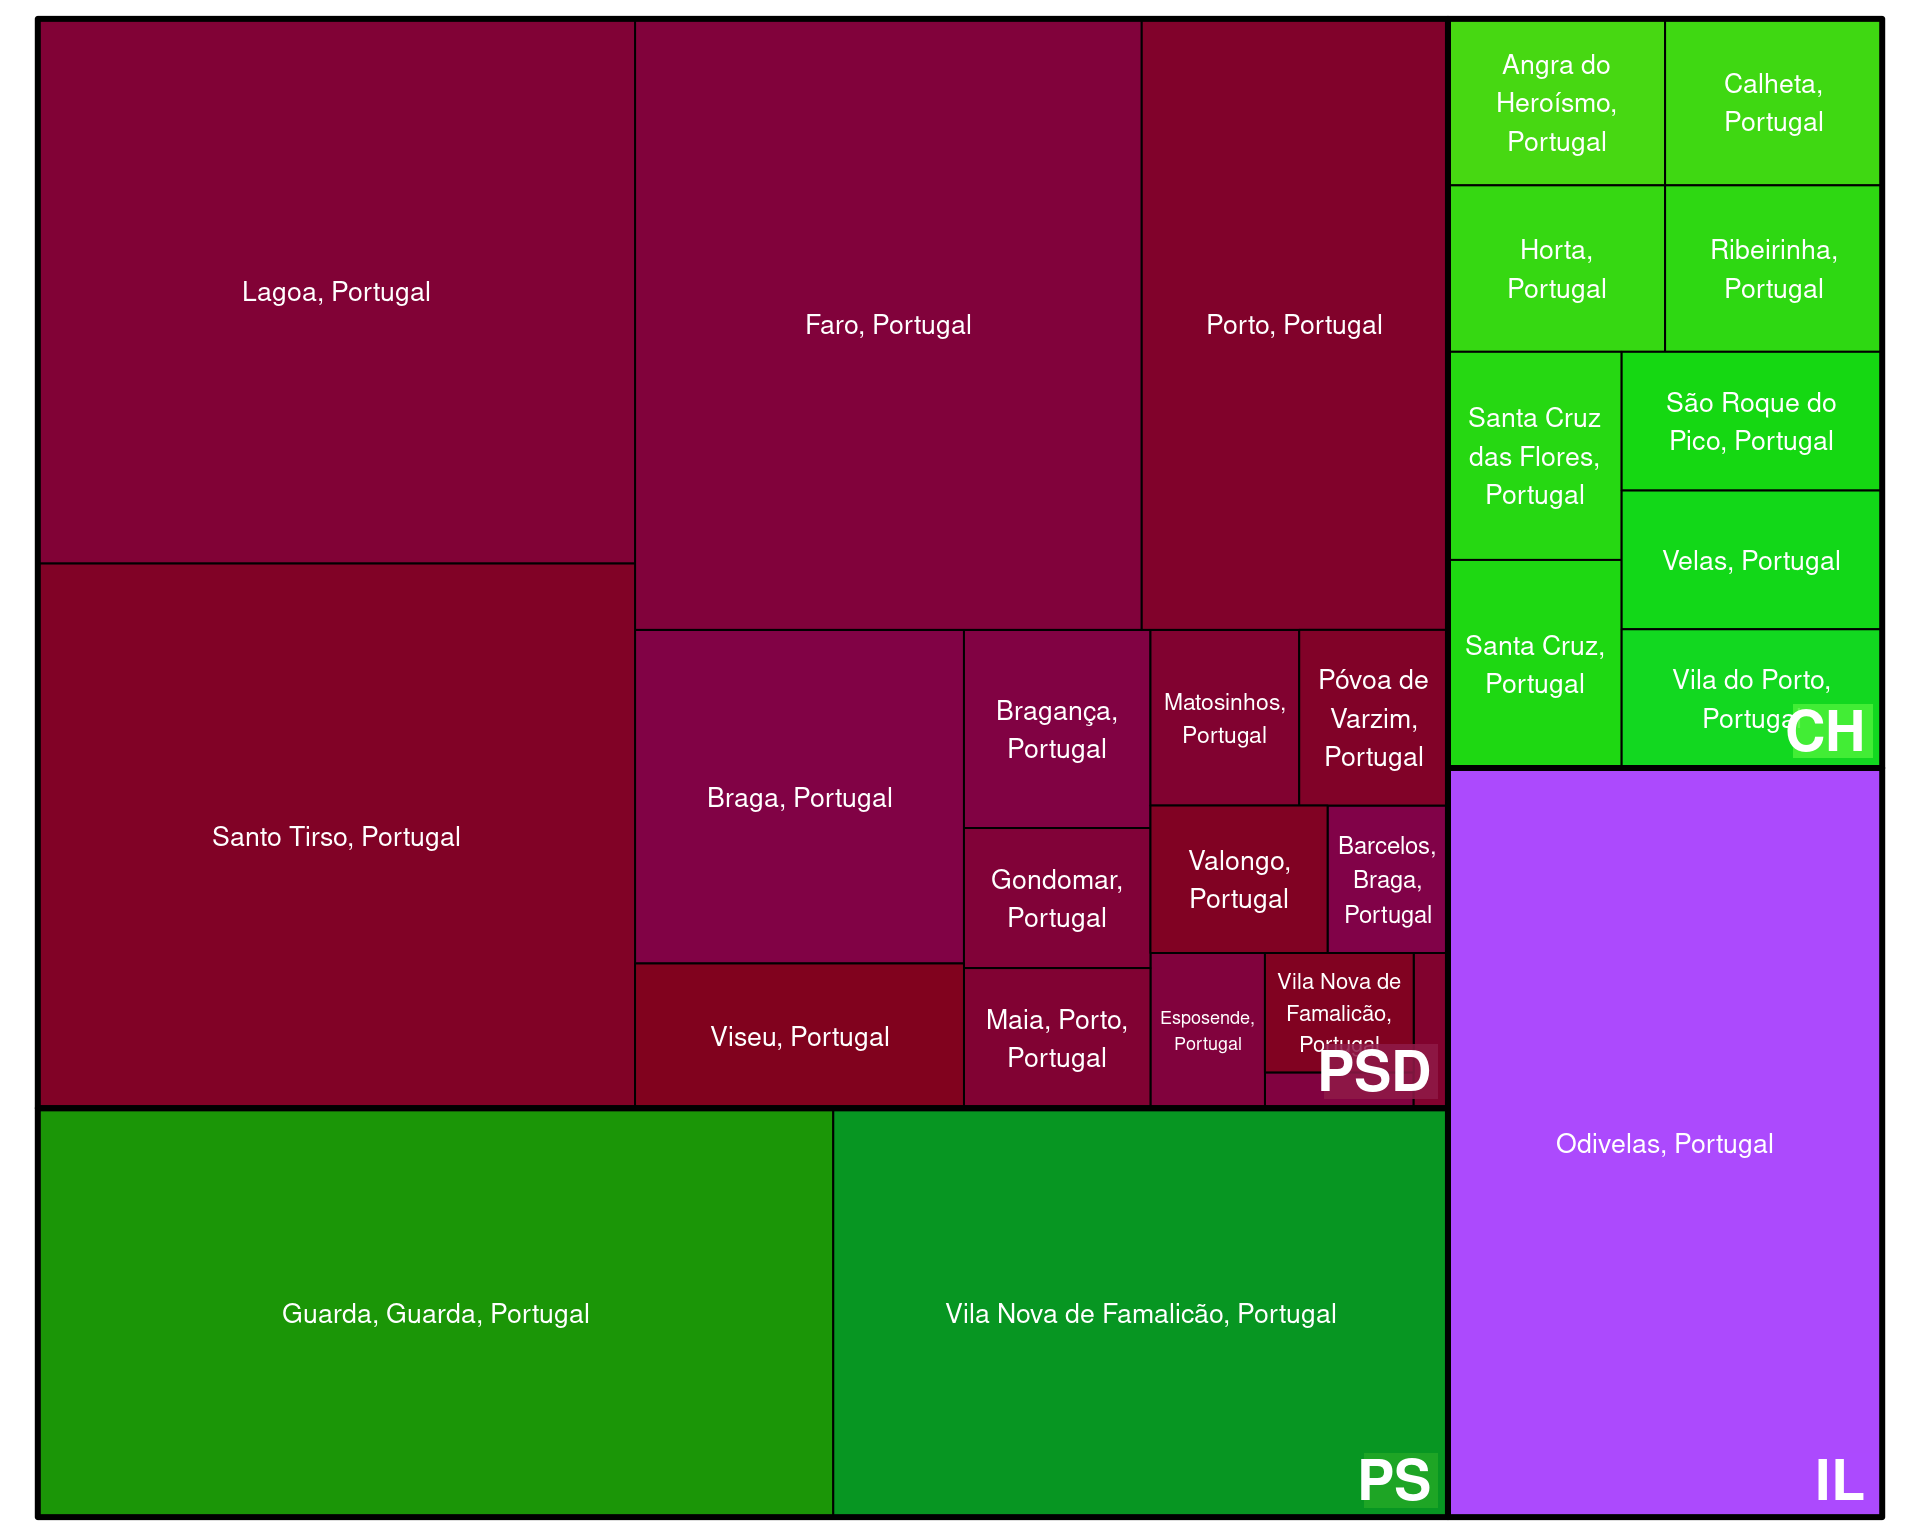 Lagoa, Portugal
Santo Tirso, Portugal
Faro, Portugal
Porto, Portugal
Braga, Portugal
Viseu, Portugal
Bragança,
Portugal
Gondomar,
Portugal
Maia, Porto,
Portugal
Matosinhos,
Portugal
Póvoa de
Varzim,
Portugal
Valongo,
Portugal
Barcelos,
Braga,
Portugal
Esposende,
Portugal
Vila Nova de
Famalicão,
Portugal
PSD
Guarda, Guarda, Portugal
Vila Nova de Famalicão, Portugal
PS
Angra do
Heroísmo,
Portugal
Calheta,
Portugal
Horta,
Portugal
Ribeirinha,
Portugal
Santa Cruz
das Flores,
Portugal
São Roque do
Pico, Portugal
Velas, Portugal
Santa Cruz,
Portugal
Vila do Porto,
Portugal
CH
Odivelas, Portugal
IL